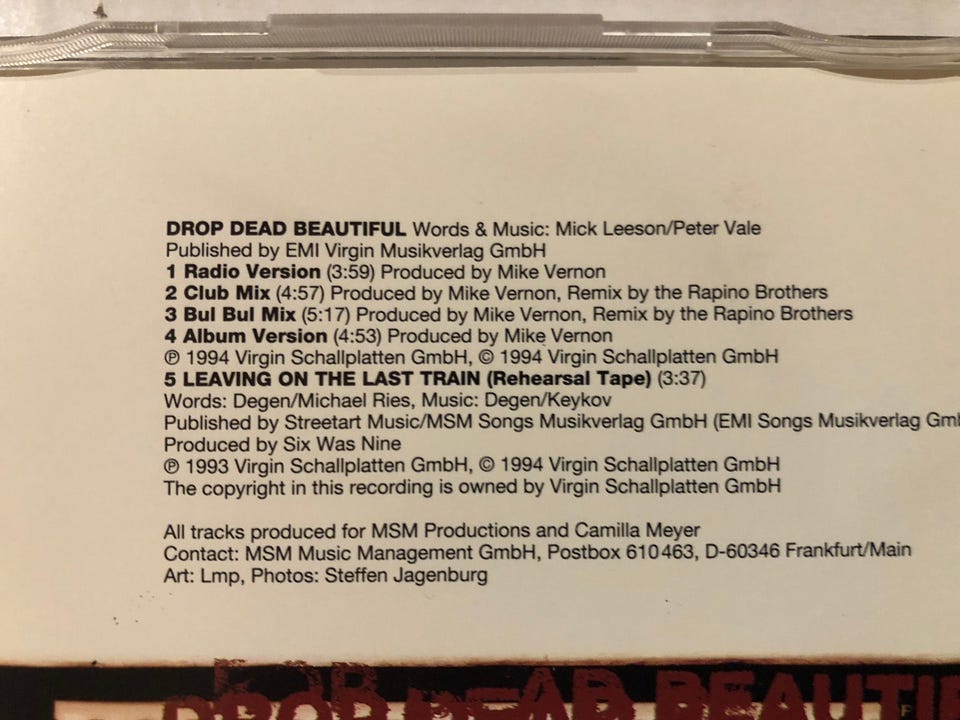 DROP DEAD BEAUTIFUL Words & Music: Mick Leeson/Peter Vale
Published by EMI Virgin Musikverlag GmbH
1 Radio Version (3:59) Produced by Mike Vernon
2 Club Mix (4:57) Produced by Mike Vernon, Remix by the Rapino Brothers
3 Bul Bul Mix (5:17) Produced by Mike Vernon, Remix by the Rapino Brothers
4 Album Version (4:53) Produced by Mike Vernon
℗ 1994 Virgin Schallplatten GmbH, © 1994 Virgin Schallplatten GmbH
5 LEAVING ON THE LAST TRAIN (Rehearsal Tape) (3:37)
Words: Degen/Michael Ries, Music: Degen/Keykov
Published by Streetart Music/MSM Songs Musikverlag GmbH (EMI Songs Musikverlag
Produced by Six Was Nine
℗ 1993 Virgin Schallplatten GmbH, © 1994 Virgin Schallplatten GmbH
The copyright in this recording is owned by Virgin Schallplatten GmbH
All tracks produced for MSM Productions and Camilla Meyer
Contact: MSM Music Management GmbH, Postbox 610463, D-60346 Frankfurt/Main
Art: Lmp, Photos: Steffen Jagenburg
DROP DEAD